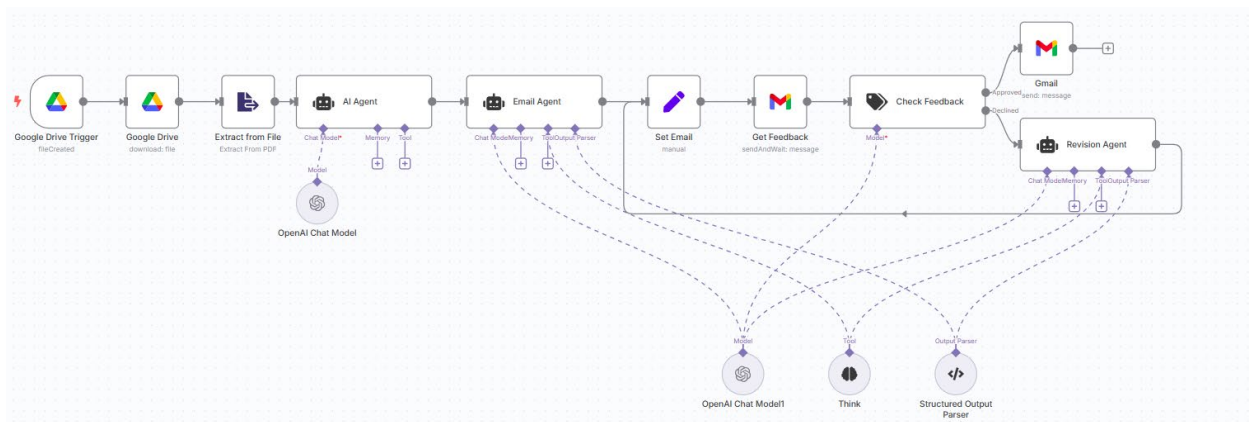 Gmail
send: message
Google Drive Trigger
fileCreated
Google Drive
download: file
Extract from File
Extract From PDF
AI Agent
Chat Model*
Memory
Tool
Model
OpenAI Chat Model
Email Agent
Chat Model
Memory
Tool
Output Parser
Set Email
manual
Get Feedback
sendAndWait: message
Check Feedback
Model*
Approved
Declined
Revision Agent
Chat Model
Memory
Tool
Output Parser
Model
OpenAI Chat Model1
Tool
Think
Output Parser
Structured Output
Parser